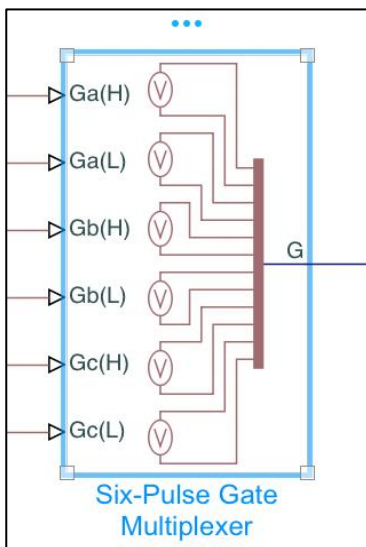 Ga(H)
V
Ga(L)
V
Gb(H)
V
G
Gb(L)
V
Gc(H)
V
Gc(L)
V
Six-Pulse Gate
Multiplexer